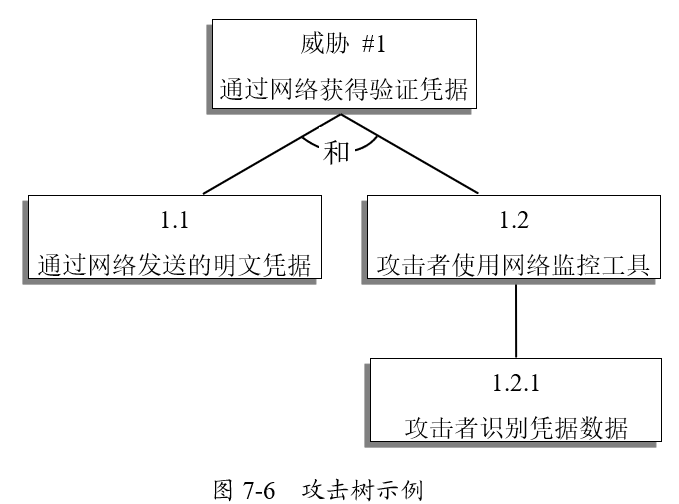 威胁 #1
通过网络获得验证凭据
和
1.1
通过网络发送的明文凭据
1.2
攻击者使用网络监控工具
1.2.1
攻击者识别凭据数据
图 7-6 攻击树示例